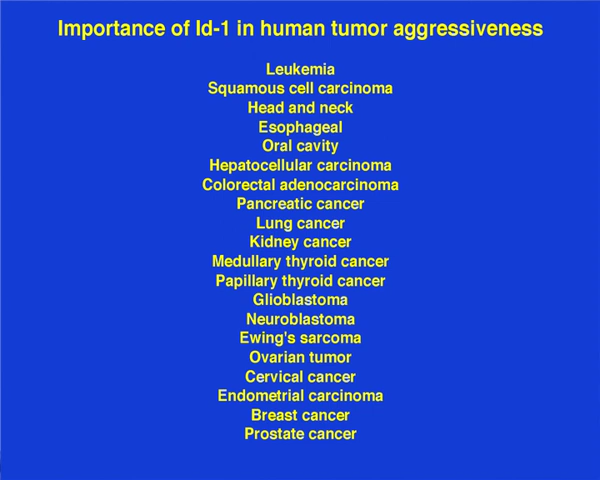 Importance of Id-1 in human tumor aggressiveness
Leukemia
Squamous cell carcinoma
Head and neck
Esophageal
Oral cavity
Hepatocellular carcinoma
Colorectal adenocarcinoma
Pancreatic cancer
Lung cancer
Kidney cancer
Medullary thyroid cancer
Papillary thyroid cancer
Glioblastoma
Neuroblastoma
Ewing's sarcoma
Ovarian tumor
Cervical cancer
Endometrial carcinoma
Breast cancer
Prostate cancer